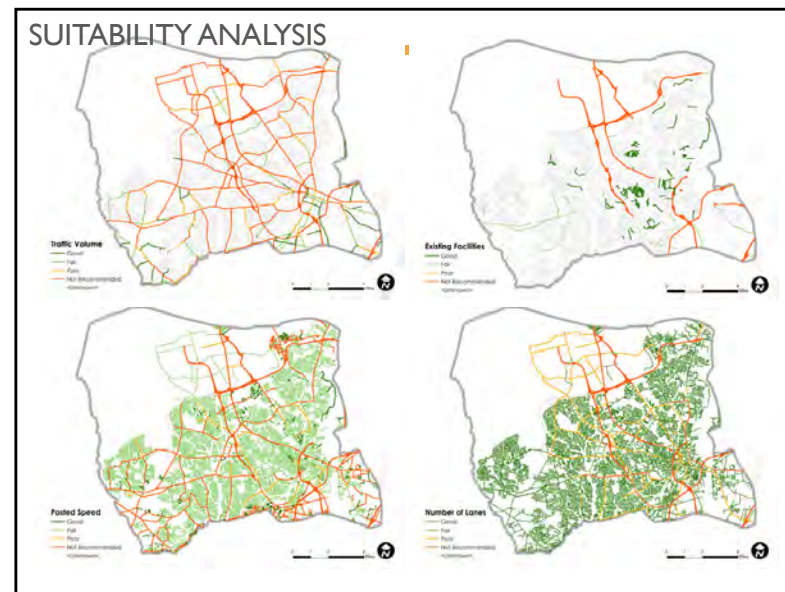 SUITABILITY ANALYSIS
Traffic Volume
Good
Fair
Poor
Not Recommended
Existing Facilities
Good
Fair
Poor
Not Recommended
Posted Speed
Good
Fair
Poor
Not Recommended
Number of Lanes
Good
Fair
Poor
Not Recommended